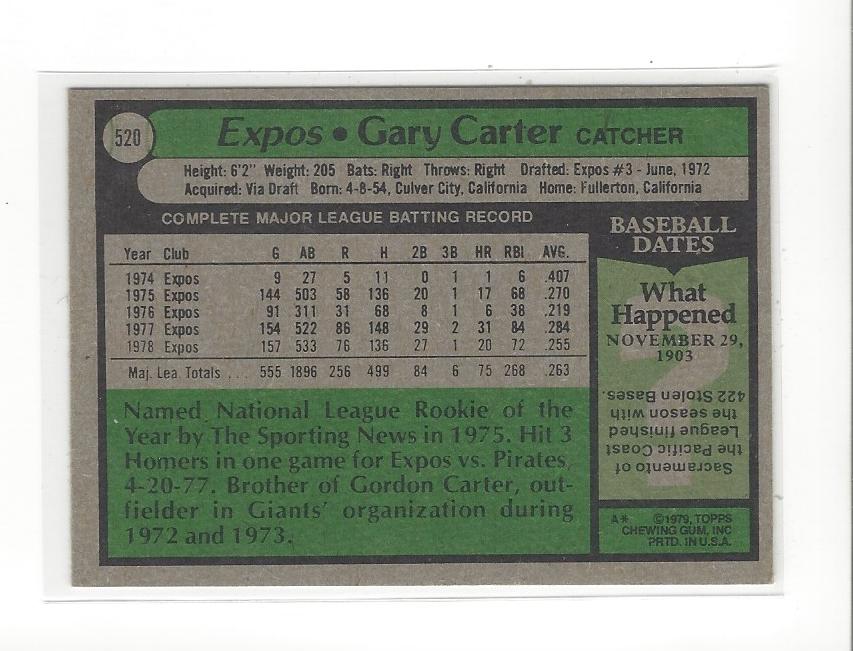 520
Expos • Gary Carter CATCHER
Height: 6'2" Weight: 205 Bats: Right Throws: Right Drafted: Expos #3 - June, 1972
Acquired: Via Draft Born: 4-8-54, Culver City, California Home: Fullerton, California
COMPLETE MAJOR LEAGUE BATTING RECORD
Year Club G AB R H 2B 3B HR RBI AVG.
1974 Expos 9 27 5 11 0 1 1 6 .407
1975 Expos 144 503 58 136 20 1 17 68 .270
1976 Expos 91 311 31 68 8 1 6 38 .219
1977 Expos 154 522 86 148 29 2 31 84 .284
1978 Expos 157 533 76 136 27 1 20 72 .255
Maj. Lea. Totals . . . 555 1896 256 499 84 6 75 268 .263
Named National League Rookie of the
Year by The Sporting News in 1975. Hit 3
Homers in one game for Expos vs. Pirates,
4-20-77. Brother of Gordon Carter, out-
fielder in Giants' organization during
1972 and 1973.
BASEBALL
DATES
What
Happened
NOVEMBER 29,
1903
?
Sacramento of
the Pacific Coast
League finished
the season with
422 Stolen Bases.
A* ©1979, TOPPS
CHEWING GUM, INC
PRTD. IN U.S.A.